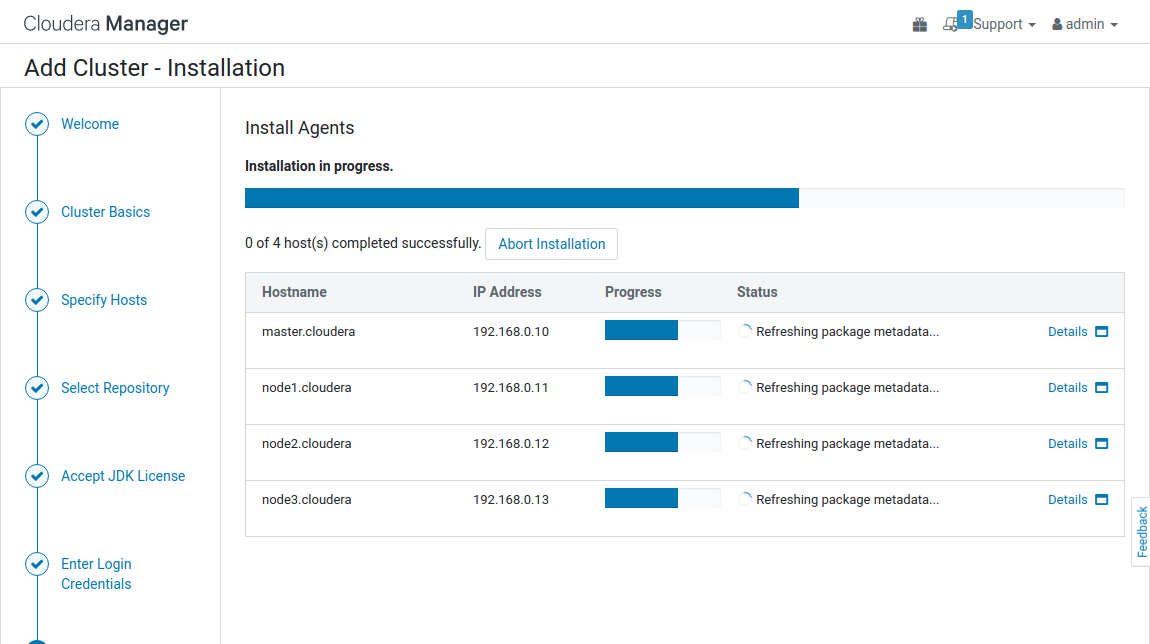 Cloudera Manager
1
Support
admin
Add Cluster - Installation
Welcome
Cluster Basics
Specify Hosts
Select Repository
Accept JDK License
Enter Login
Credentials
Install Agents
Installation in progress.
0 of 4 host(s) completed successfully. Abort Installation
Hostname IP Address Progress Status
master.cloudera 192.168.0.10 Refreshing package metadata... Details
node1.cloudera 192.168.0.11 Refreshing package metadata... Details
node2.cloudera 192.168.0.12 Refreshing package metadata... Details
node3.cloudera 192.168.0.13 Refreshing package metadata... Details
Feedback